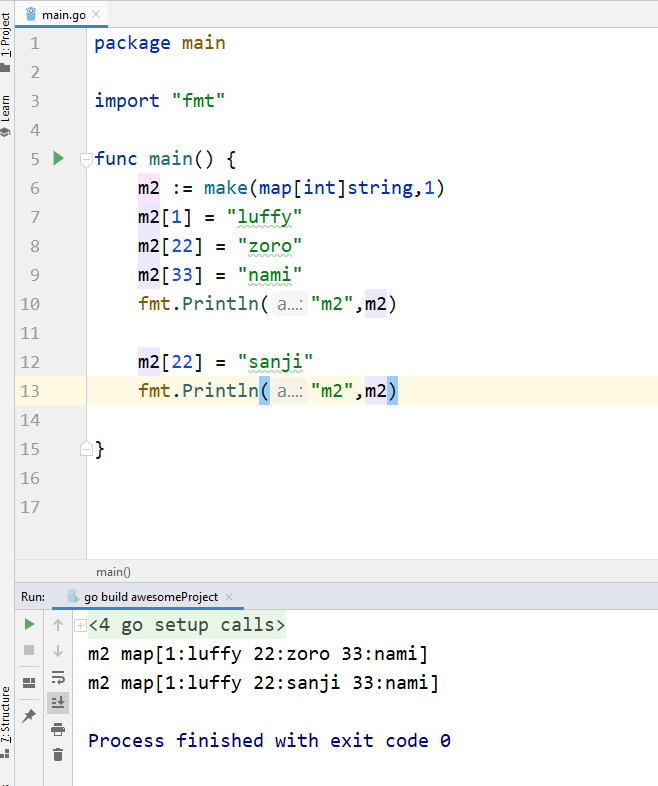 main.go
1: Project
Learn
1 package main
2
3 import "fmt"
4
5 func main() {
6 m2 := make(map[int]string,1)
7 m2[1] = "luffy"
8 m2[22] = "zoro"
9 m2[33] = "nami"
10 fmt.Println( a...: "m2",m2)
11
12 m2[22] = "sanji"
13 fmt.Println( a...: "m2",m2)
14
15 }
16
17
main()
Run: go build awesomeProject
<4 go setup calls>
m2 map[1:luffy 22:zoro 33:nami]
m2 map[1:luffy 22:sanji 33:nami]
Process finished with exit code 0
7: Structure